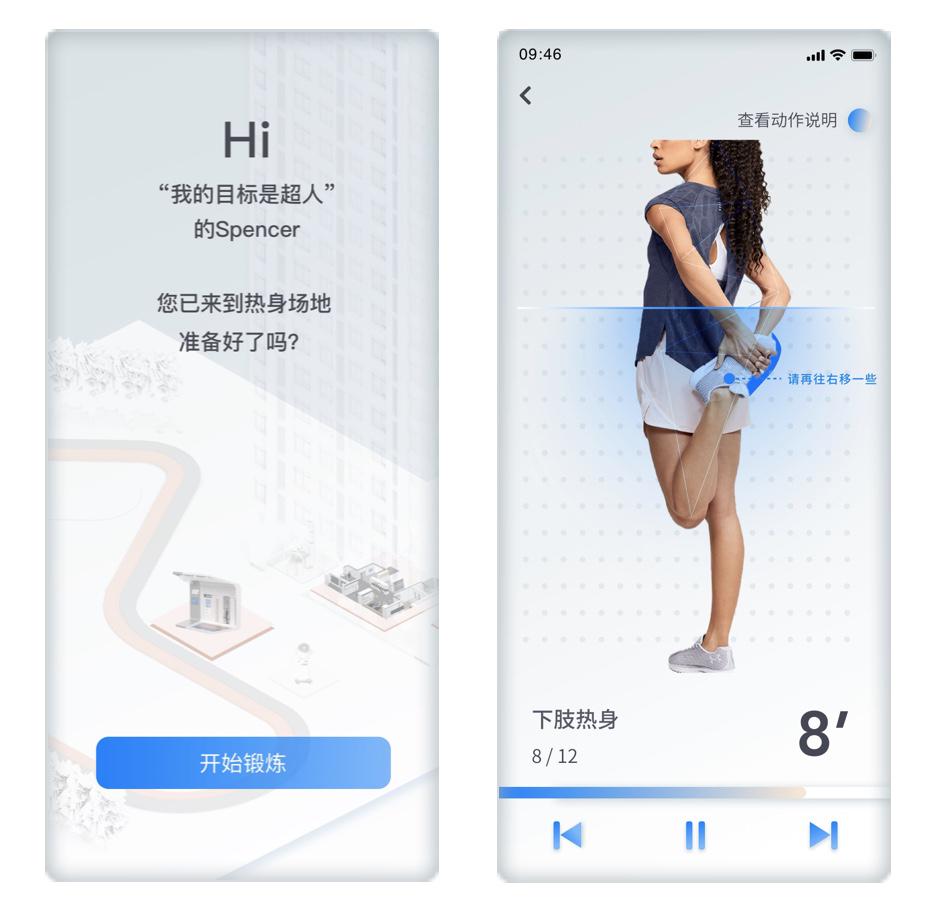 Hi
“我的目标是超人”
的Spencer
您已来到热身场地
准备好了吗?
开始锻炼
09:46
查看动作说明
请再往右移一些
下肢热身
8 / 12
8′